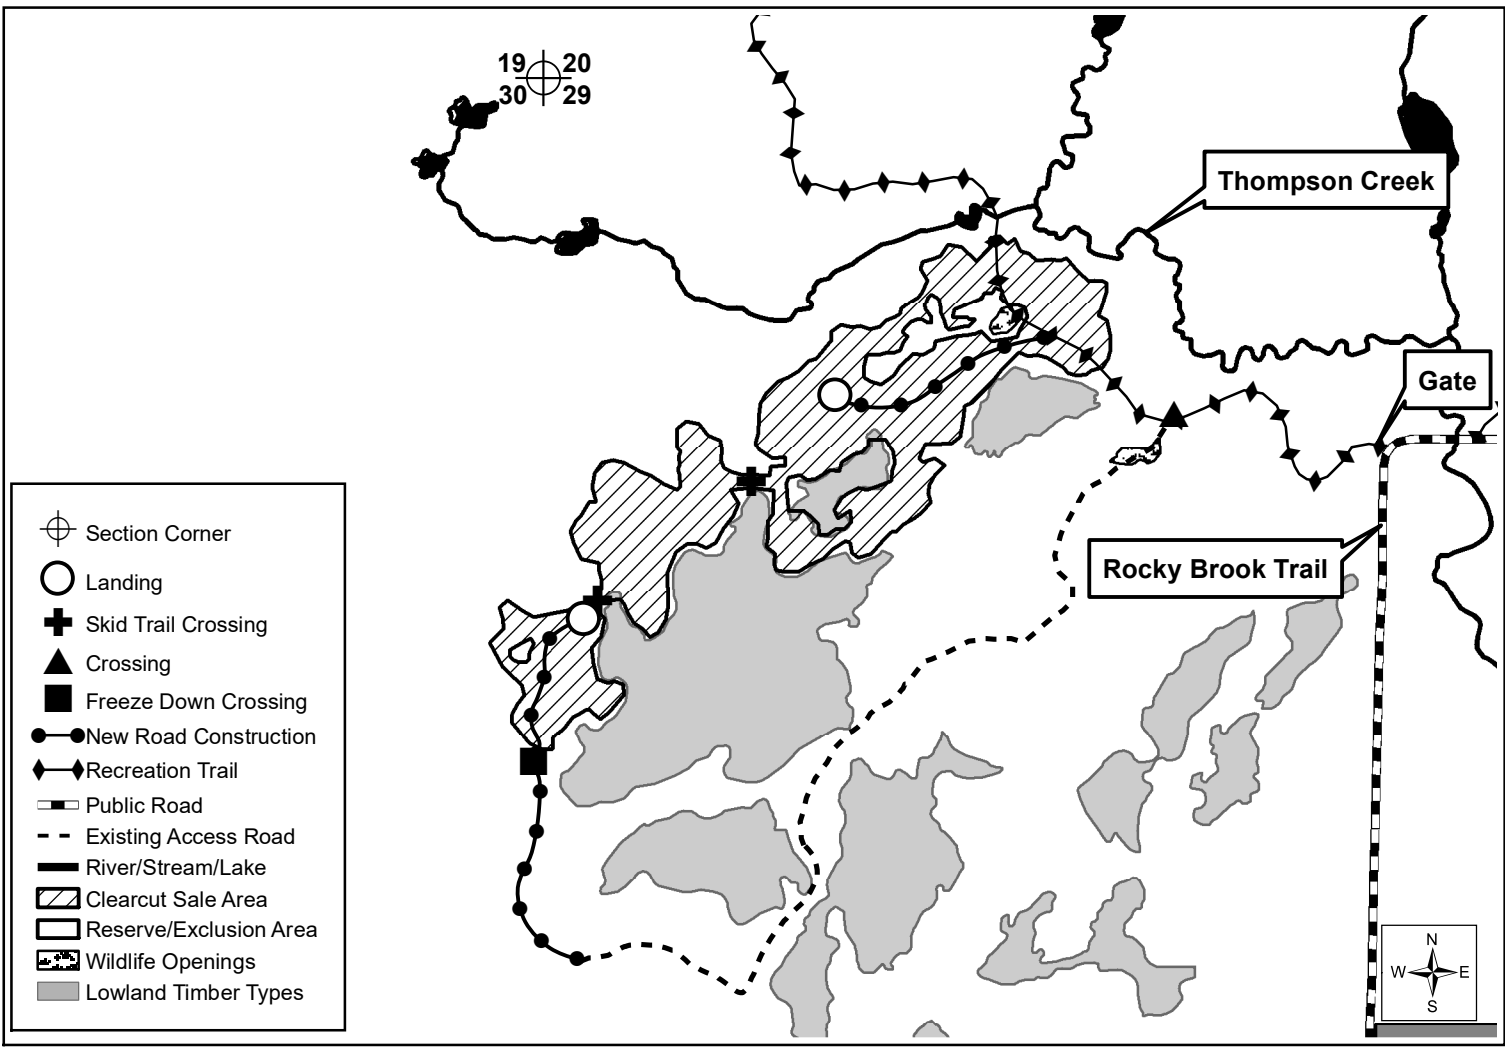 19 20
30 29
Thompson Creek
Gate
Rocky Brook Trail
Section Corner
Landing
Skid Trail Crossing
Crossing
Freeze Down Crossing
New Road Construction
Recreation Trail
Public Road
Existing Access Road
River/Stream/Lake
Clearcut Sale Area
Reserve/Exclusion Area
Wildlife Openings
Lowland Timber Types
N
W E
S